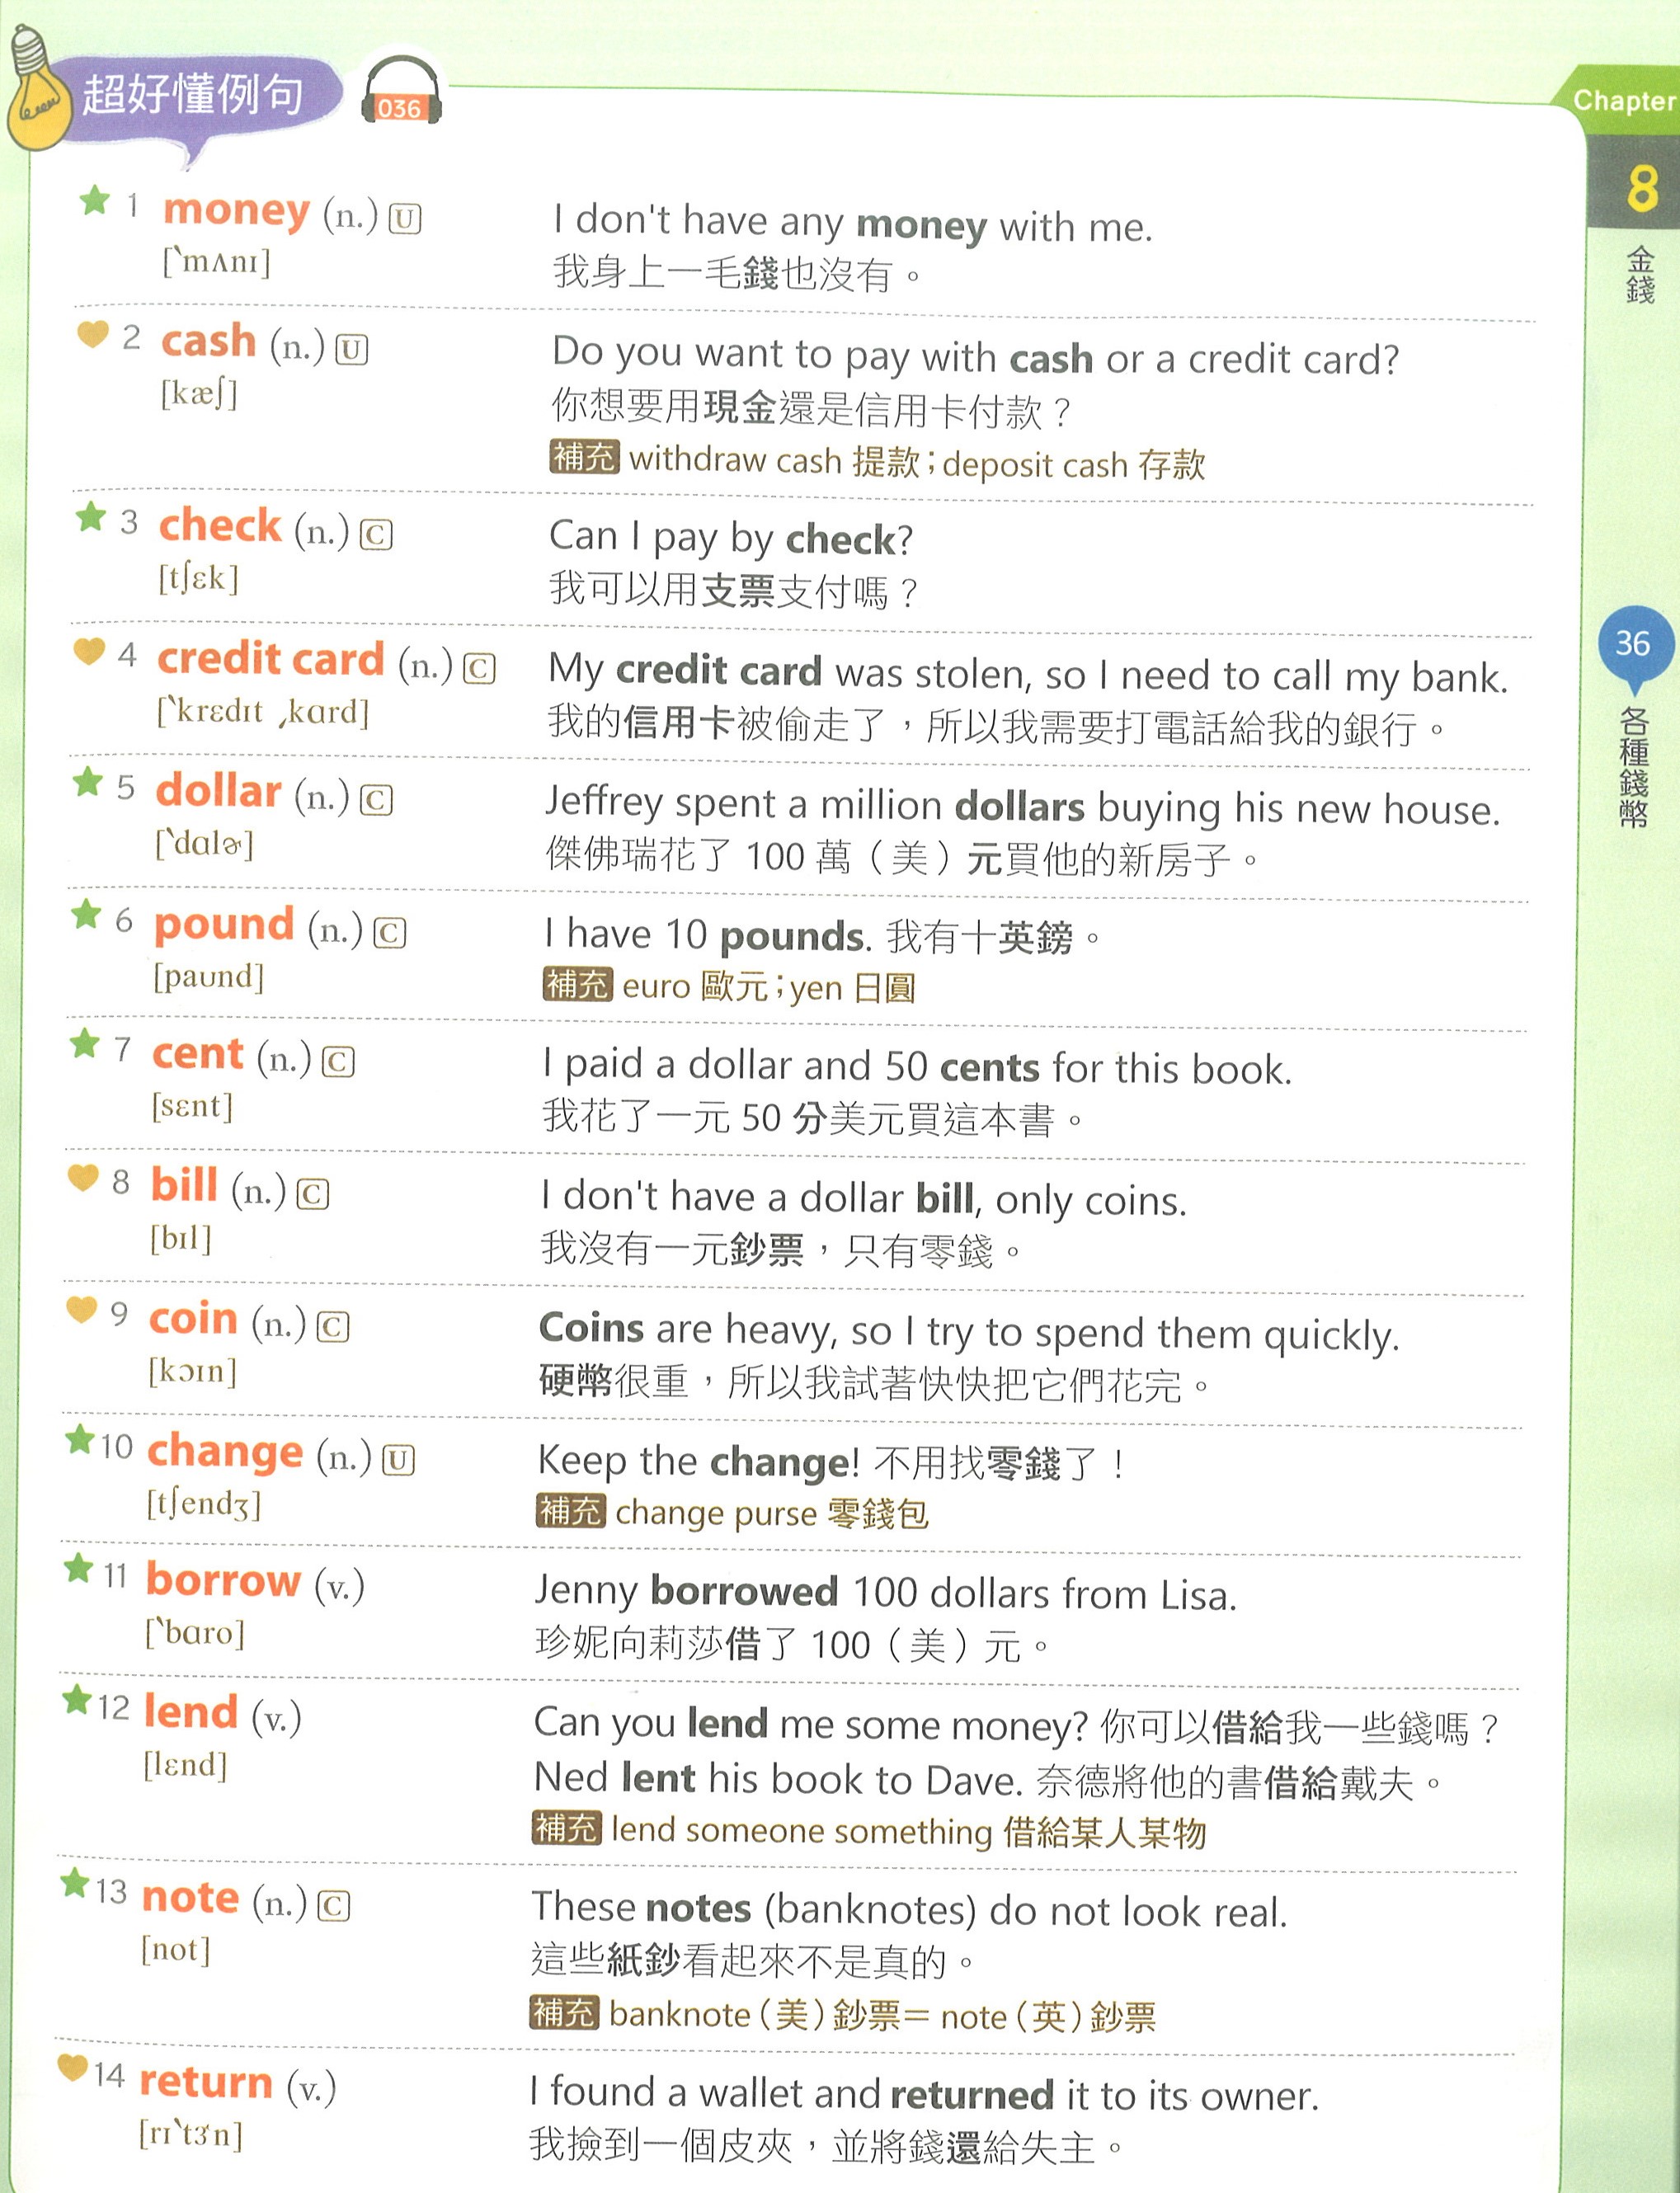 超好懂例句 036
Chapter
8
金錢
36
各種錢幣
1 money (n.) U
[ˋmʌnɪ]
I don't have any money with me.
我身上一毛錢也沒有。
2 cash (n.) U
[kæʃ]
Do you want to pay with cash or a credit card?
你想要用現金還是信用卡付款？
補充 withdraw cash 提款；deposit cash 存款
3 check (n.) C
[tʃɛk]
Can I pay by check?
我可以用支票支付嗎？
4 credit card (n.) C
[ˋkrɛdɪt ͵kɑrd]
My credit card was stolen, so I need to call my bank.
我的信用卡被偷走了，所以我需要打電話給我的銀行。
5 dollar (n.) C
[ˋdɑlɚ]
Jeffrey spent a million dollars buying his new house.
傑佛瑞花了 100 萬（美）元買他的新房子。
6 pound (n.) C
[paund]
I have 10 pounds. 我有十英鎊。
補充 euro 歐元；yen 日圓
7 cent (n.) C
[sɛnt]
I paid a dollar and 50 cents for this book.
我花了一元 50 分美元買這本書。
8 bill (n.) C
[bɪl]
I don't have a dollar bill, only coins.
我沒有一元鈔票，只有零錢。
9 coin (n.) C
[kɔɪn]
Coins are heavy, so I try to spend them quickly.
硬幣很重，所以我試著快快把它們花完。
10 change (n.) U
[tʃendʒ]
Keep the change! 不用找零錢了！
補充 change purse 零錢包
11 borrow (v.)
[ˋbɑro]
Jenny borrowed 100 dollars from Lisa.
珍妮向莉莎借了 100（美）元。
12 lend (v.)
[lɛnd]
Can you lend me some money? 你可以借給我一些錢嗎？
Ned lent his book to Dave. 奈德將他的書借給戴夫。
補充 lend someone something 借給某人某物
13 note (n.) C
[not]
These notes (banknotes) do not look real.
這些紙鈔看起來不是真的。
補充 banknote（美）鈔票＝ note（英）鈔票
14 return (v.)
[rɪˋtɝn]
I found a wallet and returned it to its owner.
我撿到一個皮夾，並將錢還給失主。